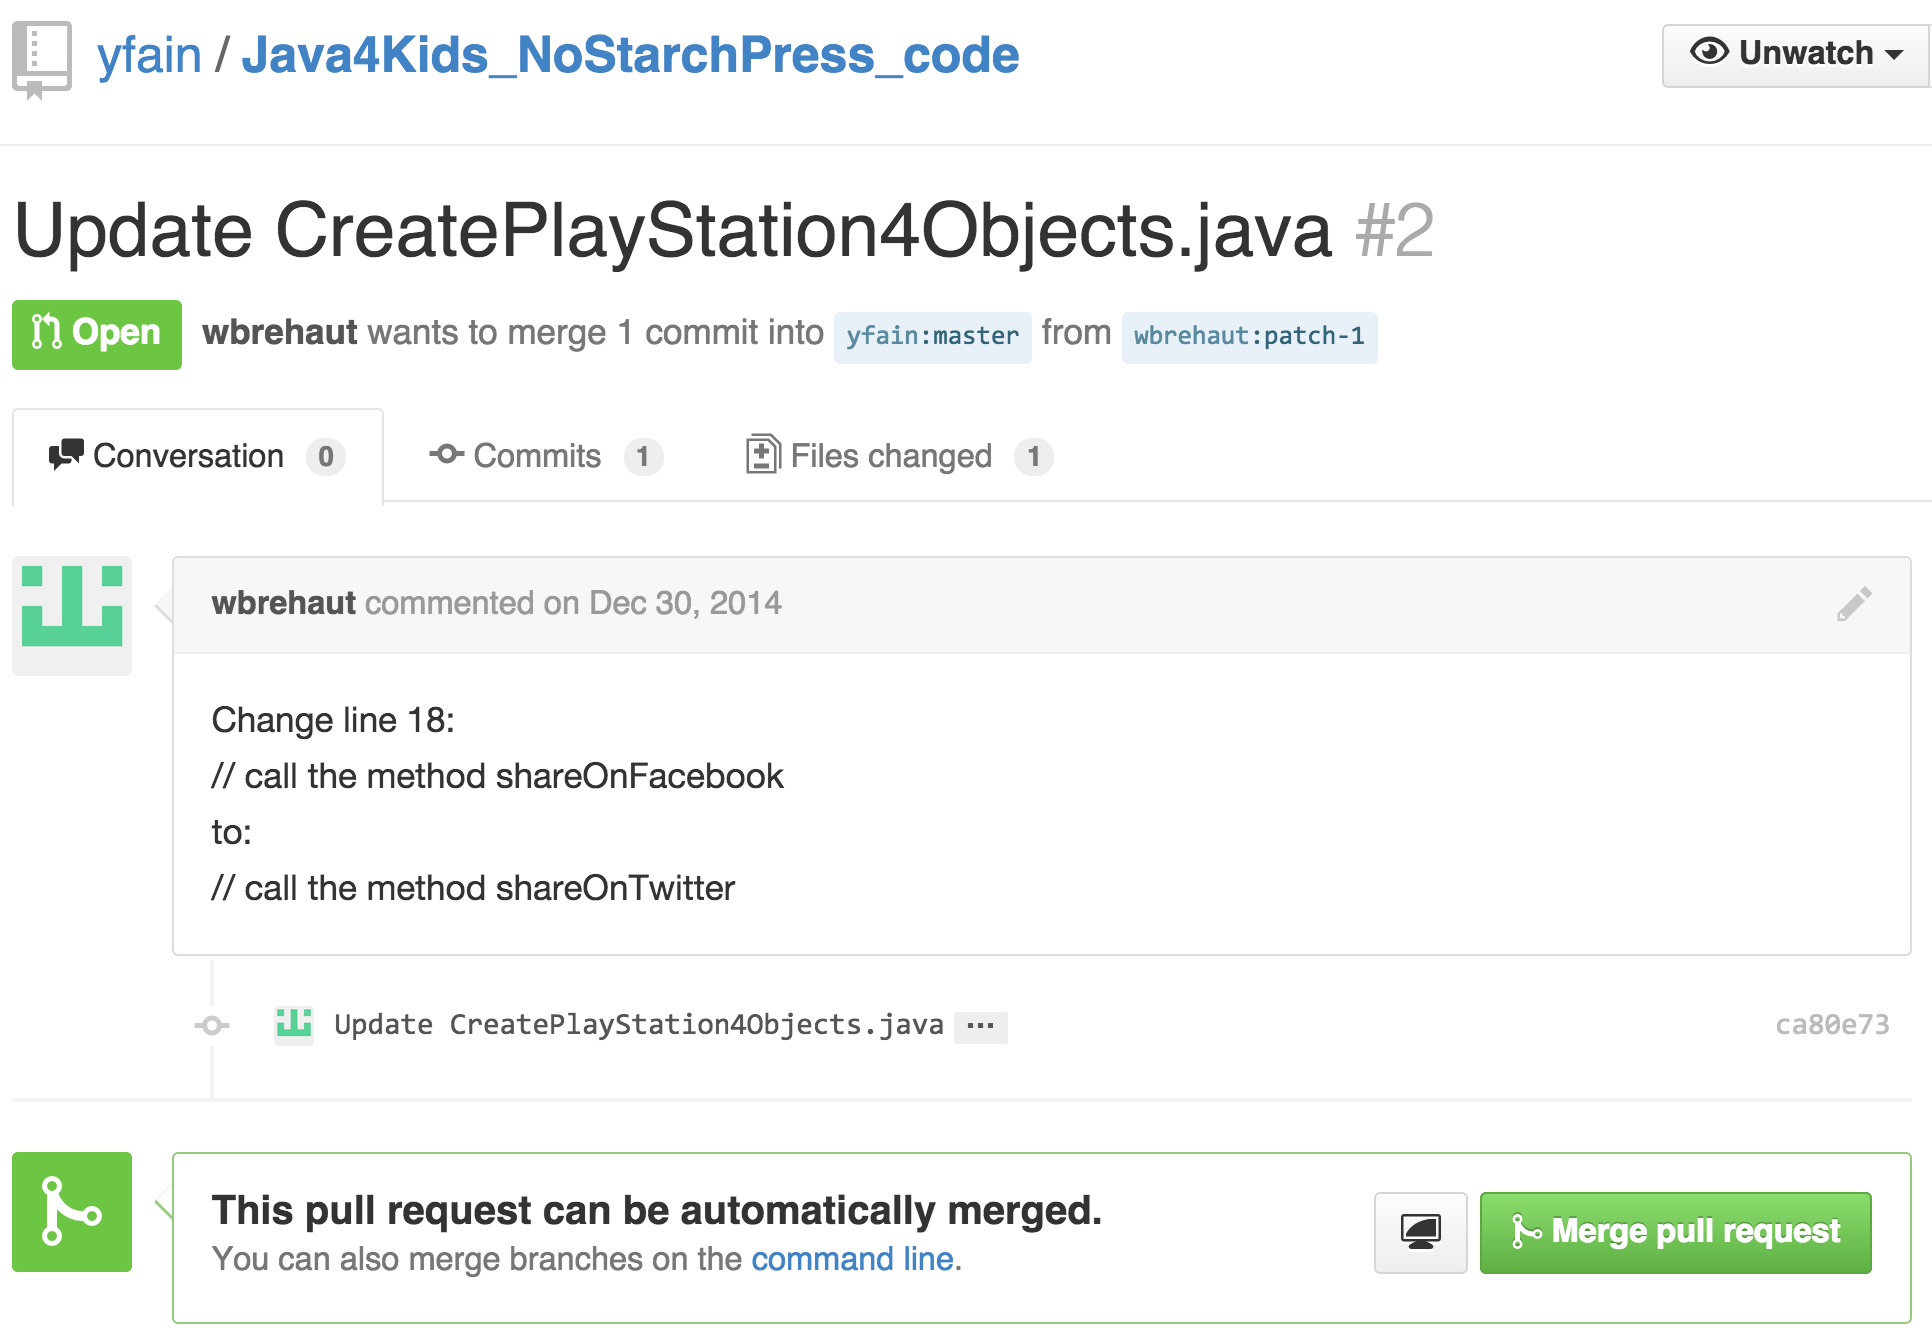 yfain / Java4Kids_NoStarchPress_code
Unwatch
Update CreatePlayStation4Objects.java #2
Open wbrehaut wants to merge 1 commit into yfain:master from wbrehaut:patch-1
Conversation 0 Commits 1 Files changed 1
wbrehaut commented on Dec 30, 2014
Change line 18:
// call the method shareOnFacebook
to:
// call the method shareOnTwitter
Update CreatePlayStation4Objects.java ... ca80e73
This pull request can be automatically merged.
You can also merge branches on the command line.
Merge pull request